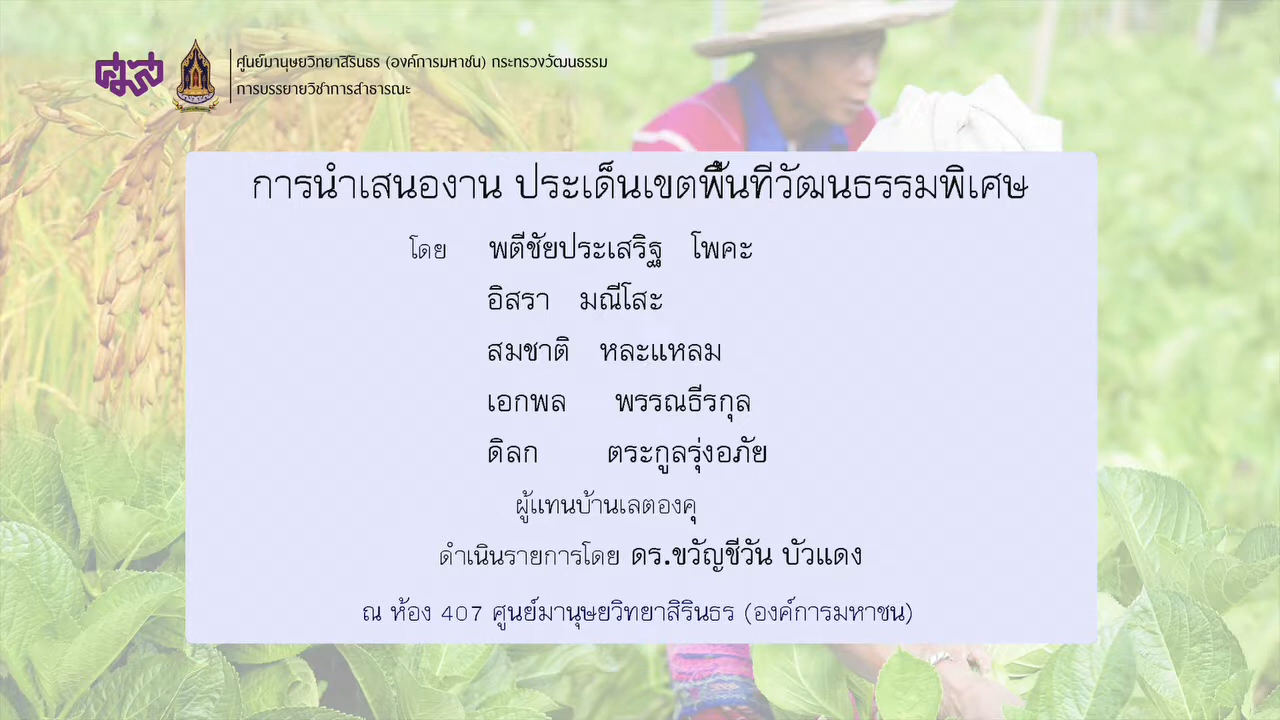 ศูนย์มานุษยวิทยาสิรินธร (องค์การมหาชน) กระทรวงวัฒนธรรม
การบรรยายวิชาการสาธารณะ
การนำเสนองาน ประเด็นเขตพื้นที่วัฒนธรรมพิเศษ
โดย พตีชัยประเสริฐ โพคะ
อิสรา มณีโสะ
สมชาติ หละแหลม
เอกพล พรรณธีรกุล
ดิลก ตระกูลรุ่งอภัย
ผู้แทนบ้านเลตองคุ
ดำเนินรายการโดย ดร.ขวัญชีวัน บัวแดง
ณ ห้อง 407 ศูนย์มานุษยวิทยาสิรินธร (องค์การมหาชน)